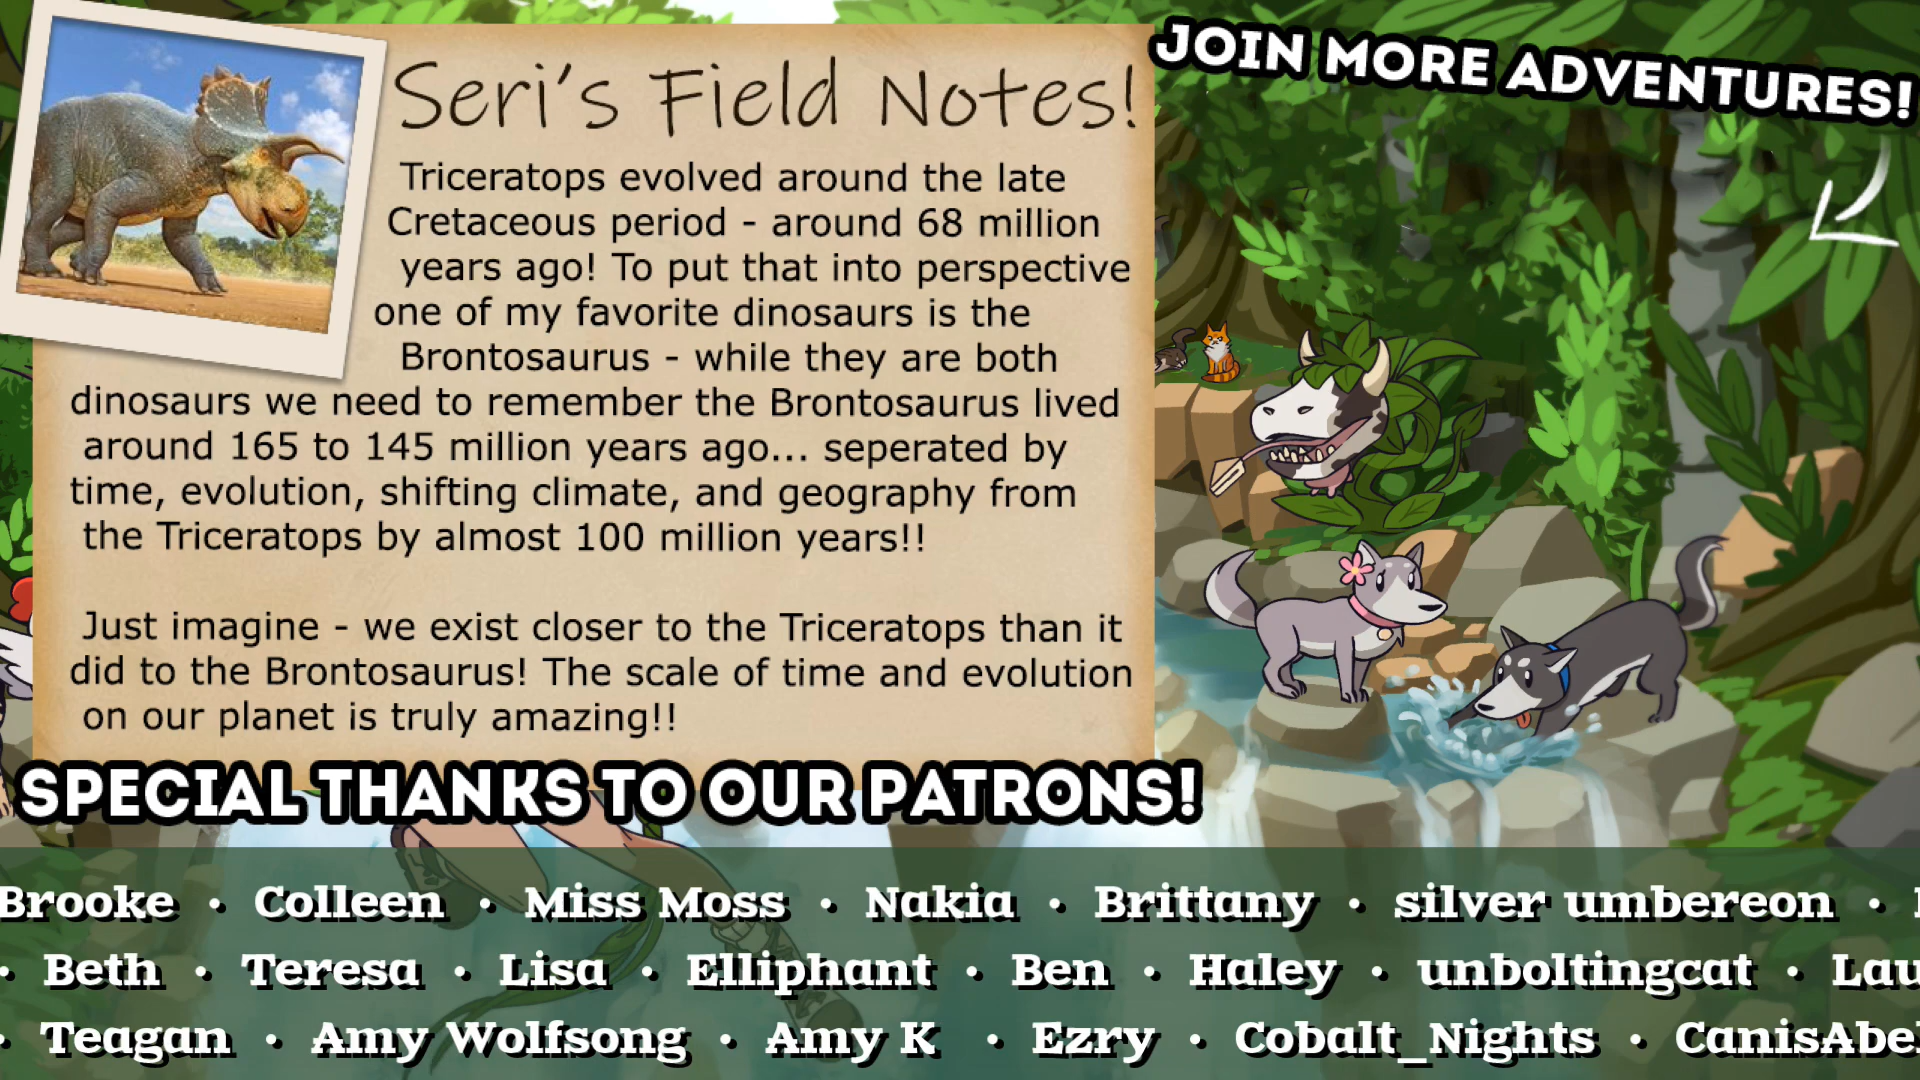 Seri's Field Notes!
JOIN MORE ADVENTURES!
Triceratops evolved around the late
Cretaceous period - around 68 million
years ago! To put that into perspective
one of my favorite dinosaurs is the
Brontosaurus - while they are both
dinosaurs we need to remember the Brontosaurus lived
around 165 to 145 million years ago... seperated by
time, evolution, shifting climate, and geography from
the Triceratops by almost 100 million years!!
Just imagine - we exist closer to the Triceratops than it
did to the Brontosaurus! The scale of time and evolution
on our planet is truly amazing!!
SPECIAL THANKS TO OUR PATRONS!
Brooke · Colleen · Miss Moss · Nakia · Brittany · silver umbereon ·
· Beth · Teresa · Lisa · Elliphant · Ben · Haley · unboltingcat · Lau
· Teagan · Amy Wolfsong · Amy K · Ezry · Cobalt_Nights · CanisAbel